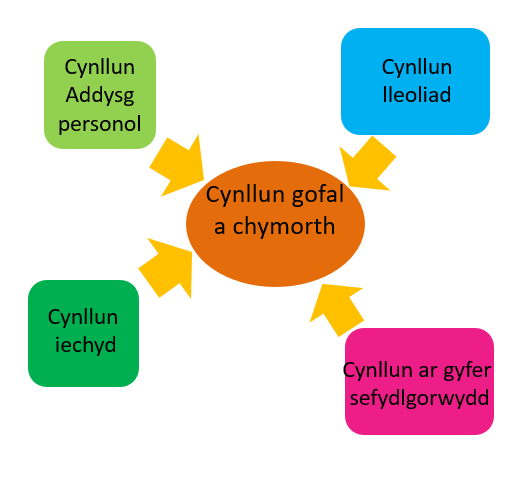 Cynllun
Addysg
personol
Cynllun
lleoliad
Cynllun gofal
a chymorth
Cynllun
iechyd
Cynllun ar gyfer
sefydlgorwydd